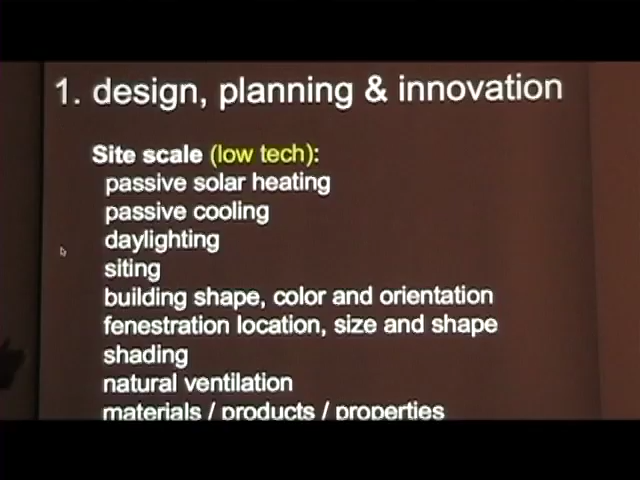 1. design, planning & innovation
Site scale (low tech):
passive solar heating
passive cooling
daylighting
siting
building shape, color and orientation
fenestration location, size and shape
shading
natural ventilation
materials / products / properties